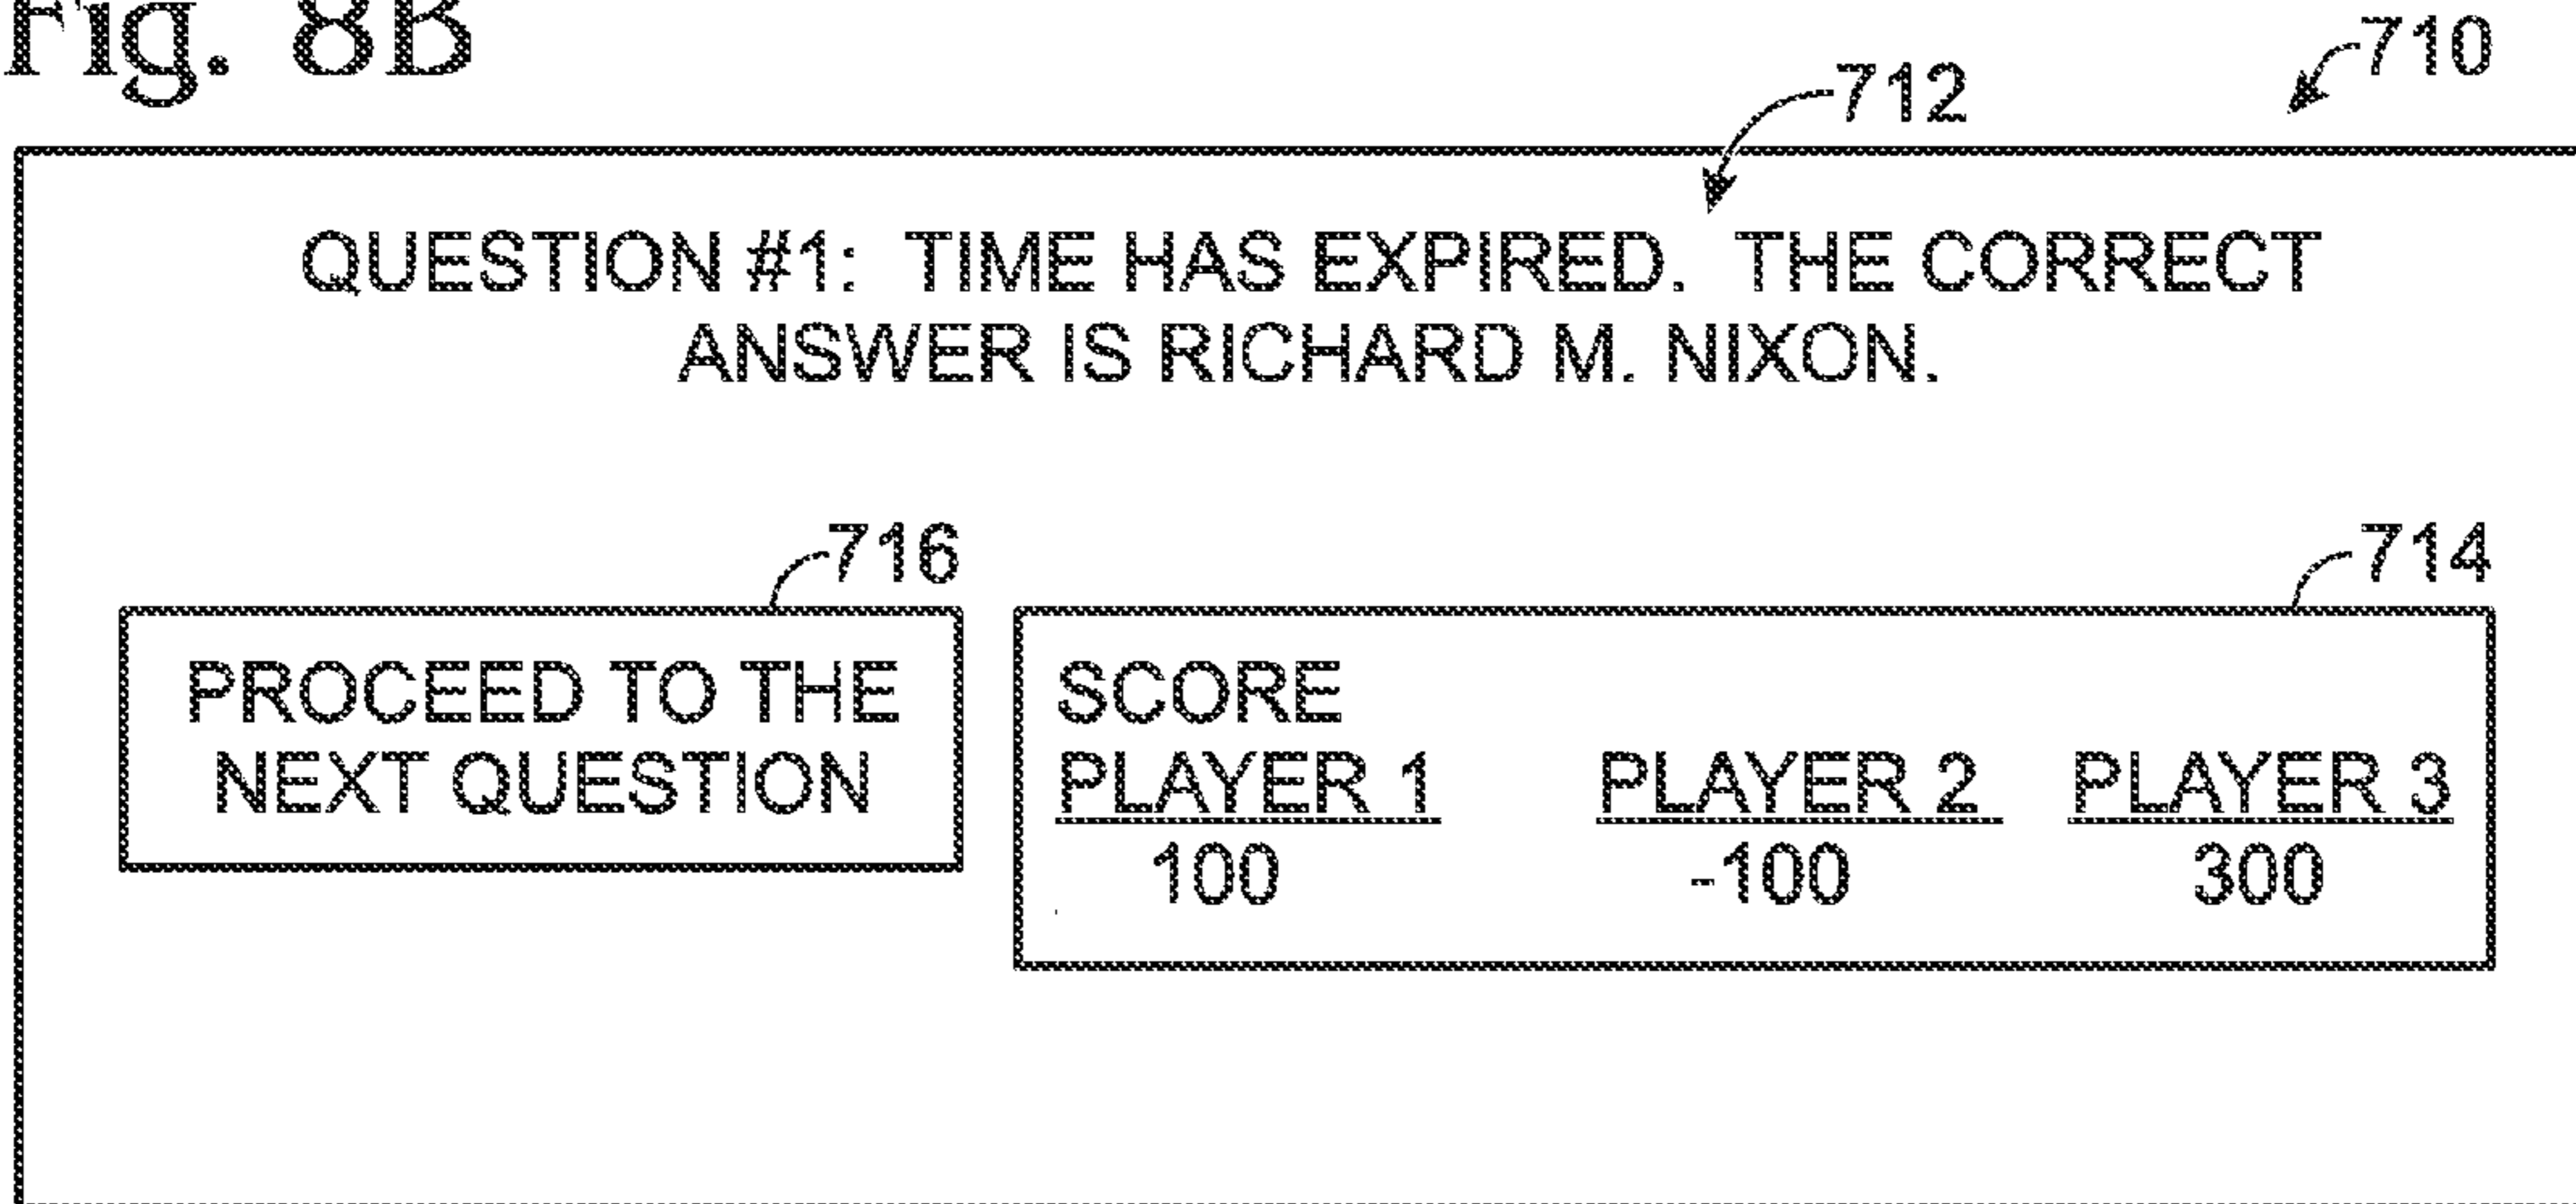 Fig. 8B
710
712
QUESTION #1: TIME HAS EXPIRED. THE CORRECT
ANSWER IS RICHARD M. NIXON.
716
714
PROCEED TO THE
NEXT QUESTION
SCORE
PLAYER 1 PLAYER 2 PLAYER 3
100 -100 300